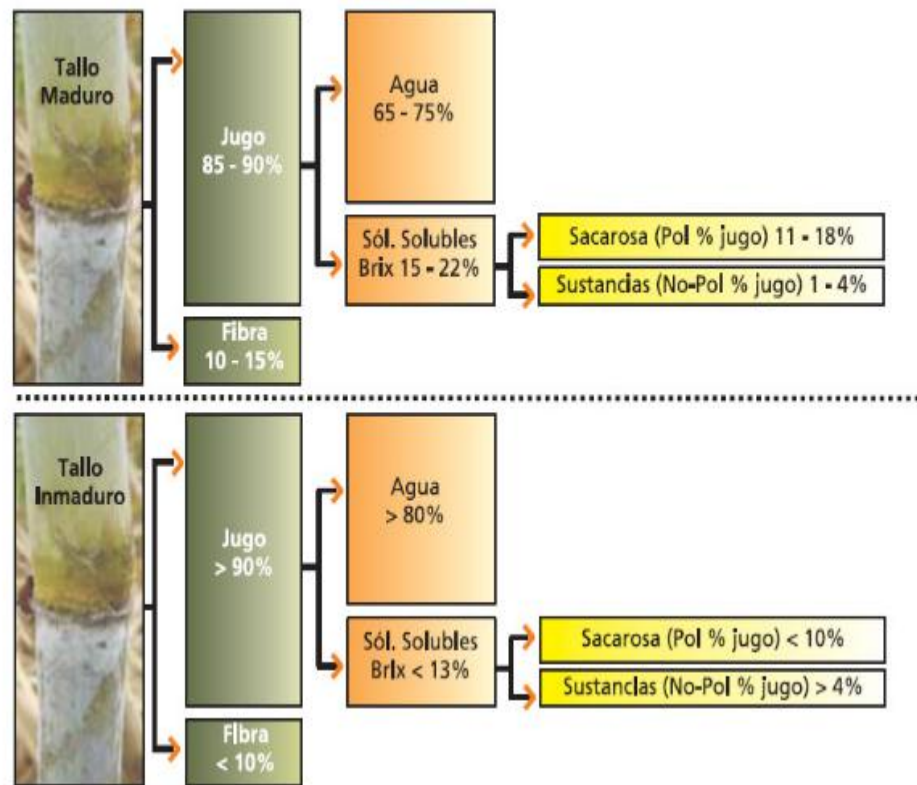 Tallo
Maduro
Jugo
85 - 90%
Fibra
10 - 15%
Agua
65 - 75%
Sól. Solubles
Brix 15 - 22%
Sacarosa (Pol % jugo) 11 - 18%
Sustancias (No-Pol % jugo) 1 - 4%
Tallo
Inmaduro
Jugo
> 90%
Fibra
< 10%
Agua
> 80%
Sól. Solubles
Brix < 13%
Sacarosa (Pol % jugo) < 10%
Sustancias (No-Pol % jugo) > 4%